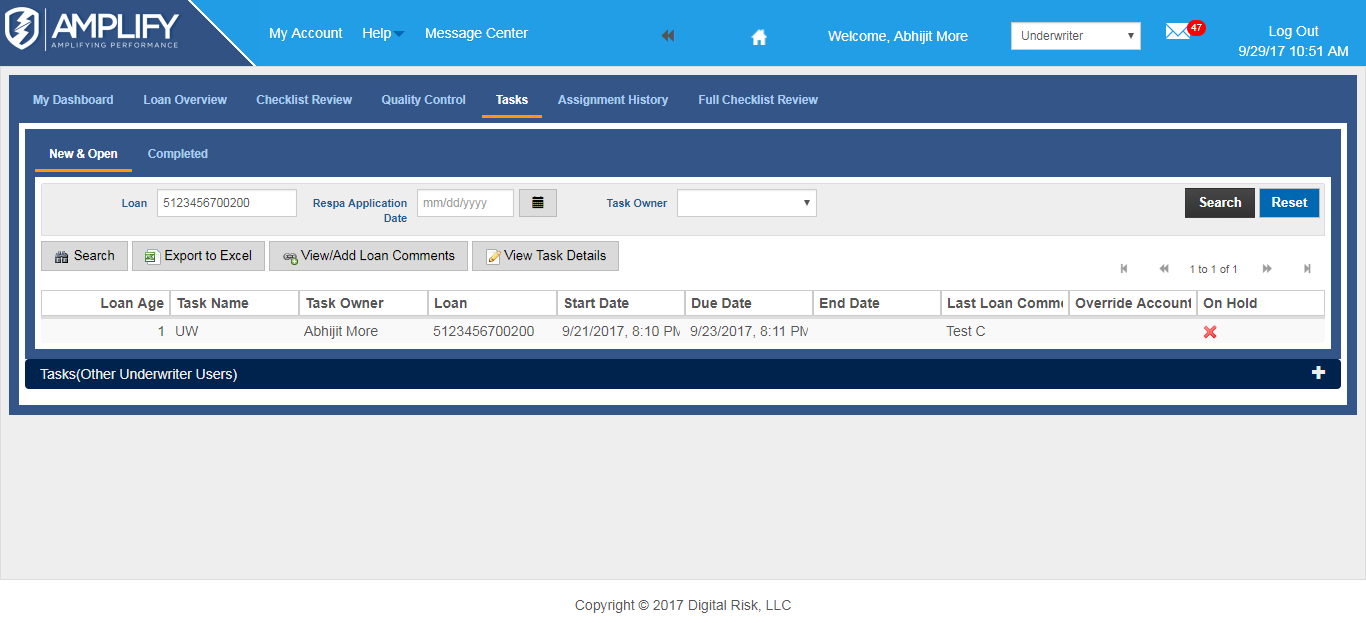 AMPLIFY
AMPLIFYING PERFORMANCE
My Account Help Message Center
Welcome, Abhijit More
Underwriter
47
Log Out
9/29/17 10:51 AM
My Dashboard Loan Overview Checklist Review Quality Control Tasks Assignment History Full Checklist Review
New & Open Completed
Loan 5123456700200 Respa Application Date mm/dd/yyyy Task Owner Search Reset
Search Export to Excel View/Add Loan Comments View Task Details
1 to 1 of 1
Loan Age Task Name Task Owner Loan Start Date Due Date End Date Last Loan Comme Override Account On Hold
1 UW Abhijit More 5123456700200 9/21/2017, 8:10 PM 9/23/2017, 8:11 PM Test C
Tasks(Other Underwriter Users)
Copyright © 2017 Digital Risk, LLC